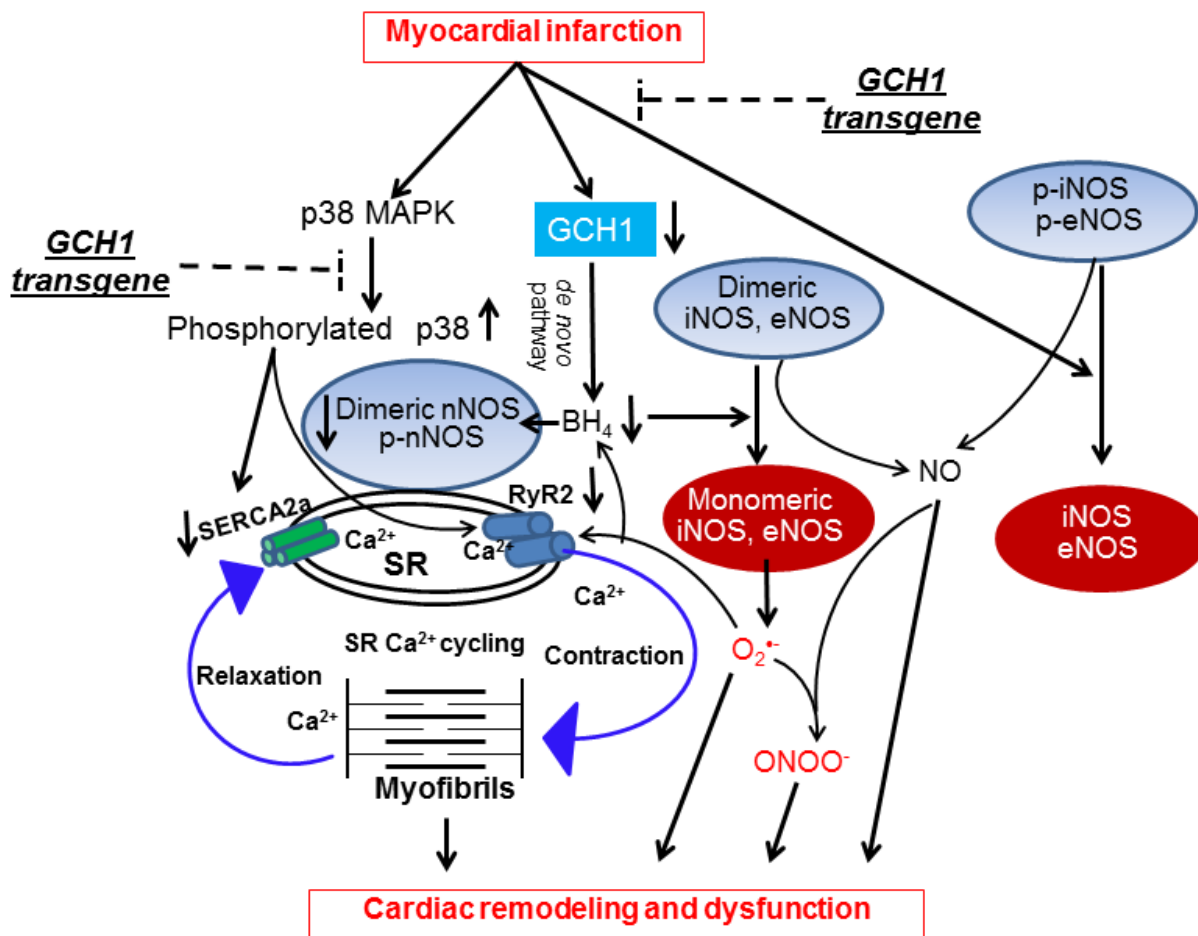 Myocardial infarction
GCH1
transgene
p38 MAPK
GCH1
p-iNOS
p-eNOS
GCH1
transgene
de novo
pathway
Dimeric
iNOS, eNOS
Phosphorylated p38
Dimeric nNOS
p-nNOS
BH4
NO
RyR2
Monomeric
iNOS, eNOS
iNOS
eNOS
SERCA2a
Ca2+
Ca2+
SR
Ca2+
O2•-
SR Ca2+ cycling
Contraction
Relaxation
Ca2+
ONOO-
Myofibrils
Cardiac remodeling and dysfunction